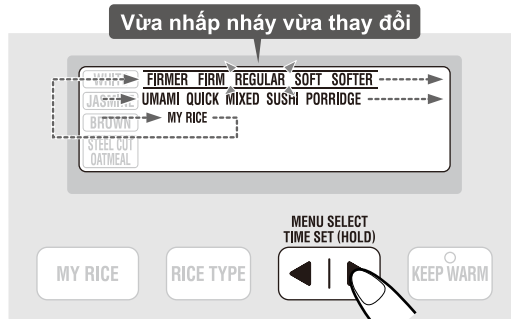 Vừa nhấp nháy vừa thay đổi
WHITE FIRMER FIRM REGULAR SOFT SOFTER
JASMINE UMAMI QUICK MIXED SUSHI PORRIDGE
BROWN MY RICE
STEEL CUT
OATMEAL
MENU SELECT
TIME SET (HOLD)
MY RICE RICE TYPE KEEP WARM